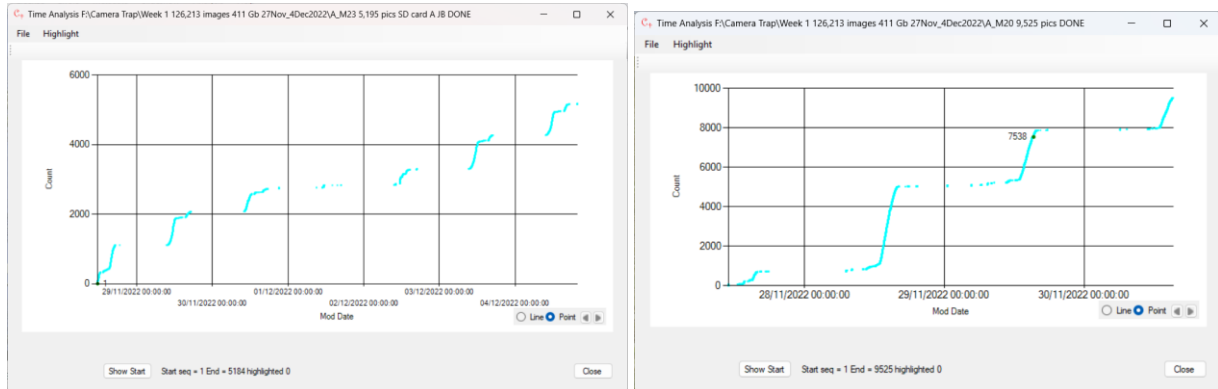 Time Analysis F:\Camera Trap\Week 1 126,213 images 411 Gb 27Nov_4Dec2022\A_M23 5,195 pics SD card A JB DONE
File Highlight
6000
4000
2000
0
1
Count
29/11/2022 00:00:00
30/11/2022 00:00:00
01/12/2022 00:00:00
02/12/2022 00:00:00
03/12/2022 00:00:00
04/12/2022 00:00:00
Mod Date
Line Point
Show Start Start seq = 1 End = 5184 highlighted 0 Close
Time Analysis F:\Camera Trap\Week 1 126,213 images 411 Gb 27Nov_4Dec2022\A_M20 9,525 pics DONE
File Highlight
10000
8000
7538
6000
4000
2000
0
Count
28/11/2022 00:00:00 29/11/2022 00:00:00 30/11/2022 00:00:00
Mod Date
Line Point
Show Start Start seq = 1 End = 9525 highlighted 0 Close